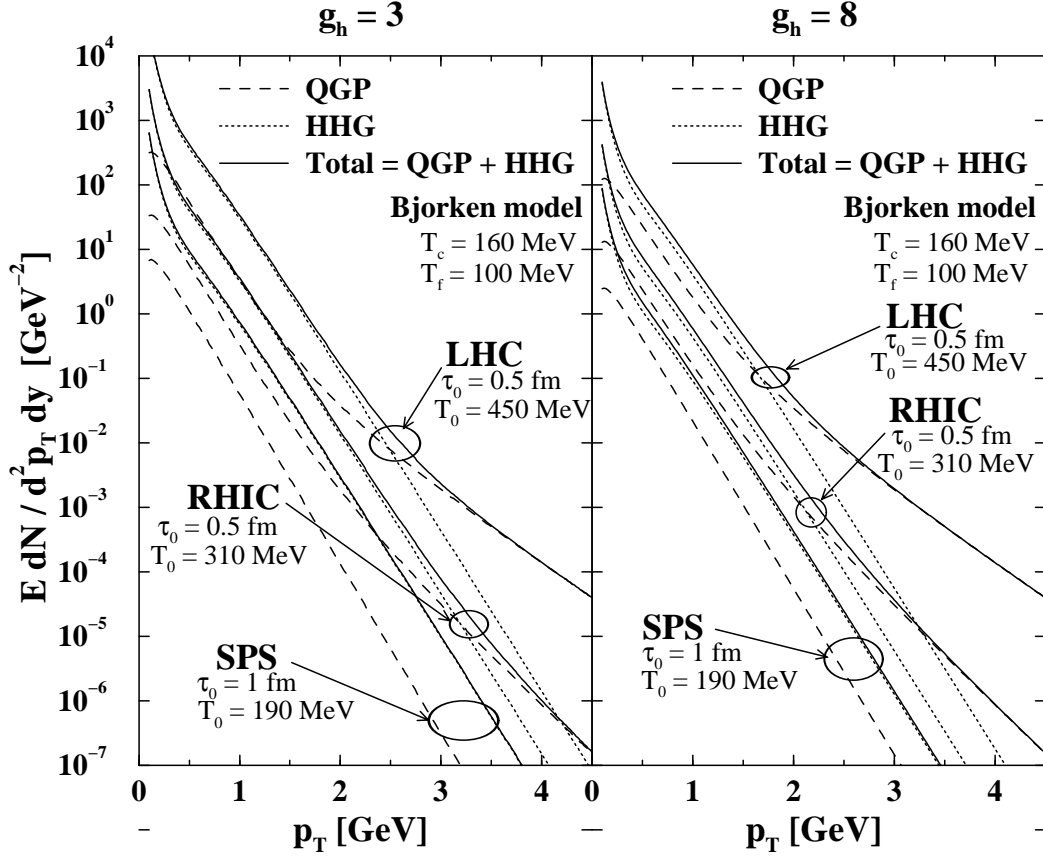 g_h = 3
g_h = 8
E dN / d^2 p_T dy [GeV^−2]
10^4
10^3
10^2
10^1
10^0
10^−1
10^−2
10^−3
10^−4
10^−5
10^−6
10^−7
QGP
HHG
Total = QGP + HHG
Bjorken model
T_c = 160 MeV
T_f = 100 MeV
LHC
τ_0 = 0.5 fm
T_0 = 450 MeV
RHIC
τ_0 = 0.5 fm
T_0 = 310 MeV
SPS
τ_0 = 1 fm
T_0 = 190 MeV
0 1 2 3 4
p_T [GeV]
QGP
HHG
Total = QGP + HHG
Bjorken model
T_c = 160 MeV
T_f = 100 MeV
LHC
τ_0 = 0.5 fm
T_0 = 450 MeV
RHIC
τ_0 = 0.5 fm
T_0 = 310 MeV
SPS
τ_0 = 1 fm
T_0 = 190 MeV
0 1 2 3 4
p_T [GeV]